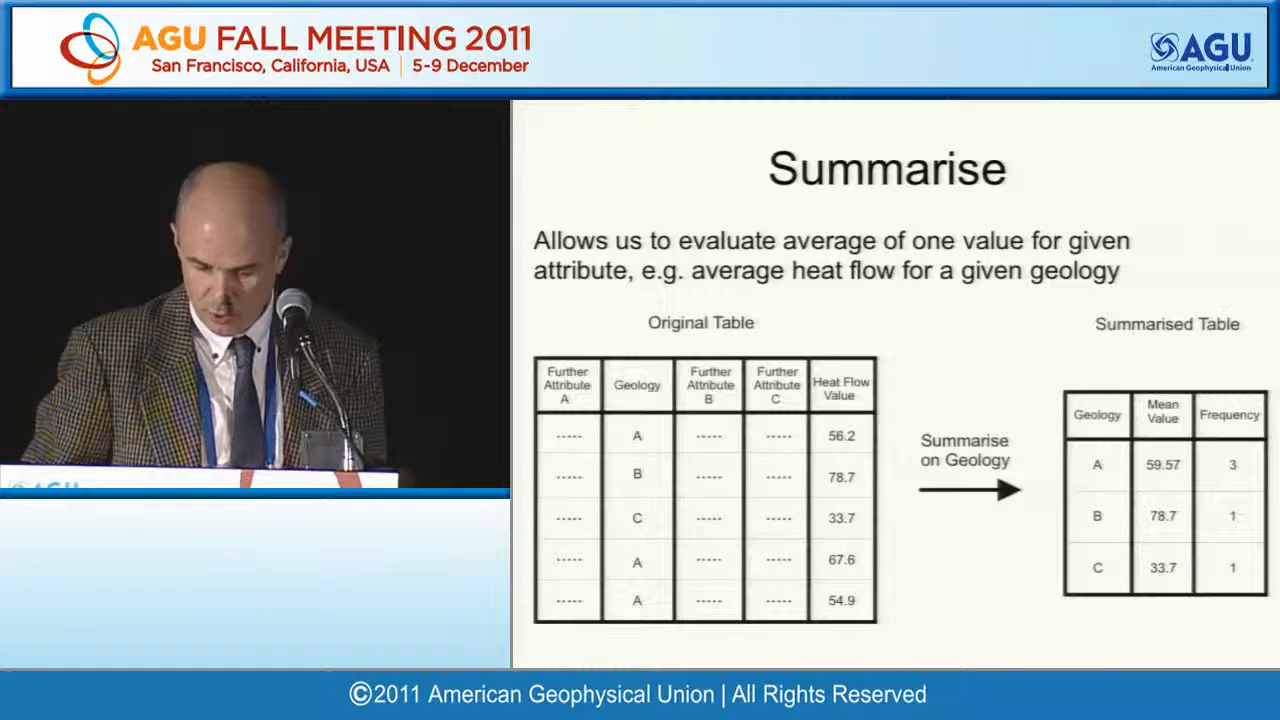 AGU FALL MEETING 2011
San Francisco, California, USA | 5-9 December
AGU
American Geophysical Union
Summarise
Allows us to evaluate average of one value for given
attribute, e.g. average heat flow for a given geology
Original Table
Summarised Table
Further Attribute A | Geology | Further Attribute B | Further Attribute C | Heat Flow Value
----- | A | ----- | ----- | 56.2
----- | B | ----- | ----- | 78.7
----- | C | ----- | ----- | 33.7
----- | A | ----- | ----- | 67.6
----- | A | ----- | ----- | 54.9
Summarise
on Geology
Geology | Mean Value | Frequency
A | 59.57 | 3
B | 78.7 | 1
C | 33.7 | 1
AGU
©2011 American Geophysical Union | All Rights Reserved